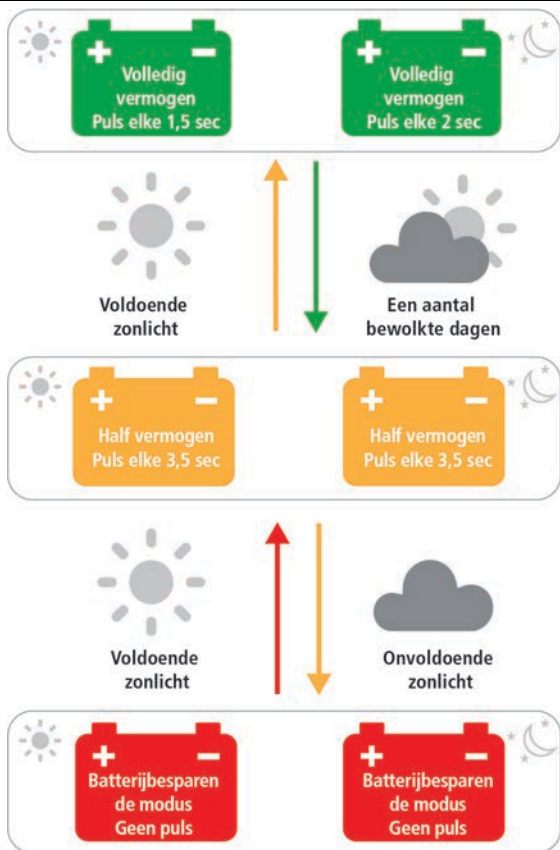 Volledig
vermogen
Puls elke 1,5 sec
Volledig
vermogen
Puls elke 2 sec
Voldoende
zonlicht
Een aantal
bewolkte dagen
Half vermogen
Puls elke 3,5 sec
Half vermogen
Puls elke 3,5 sec
Voldoende
zonlicht
Onvoldoende
zonlicht
Batterijbesparen
de modus
Geen puls
Batterijbesparen
de modus
Geen puls